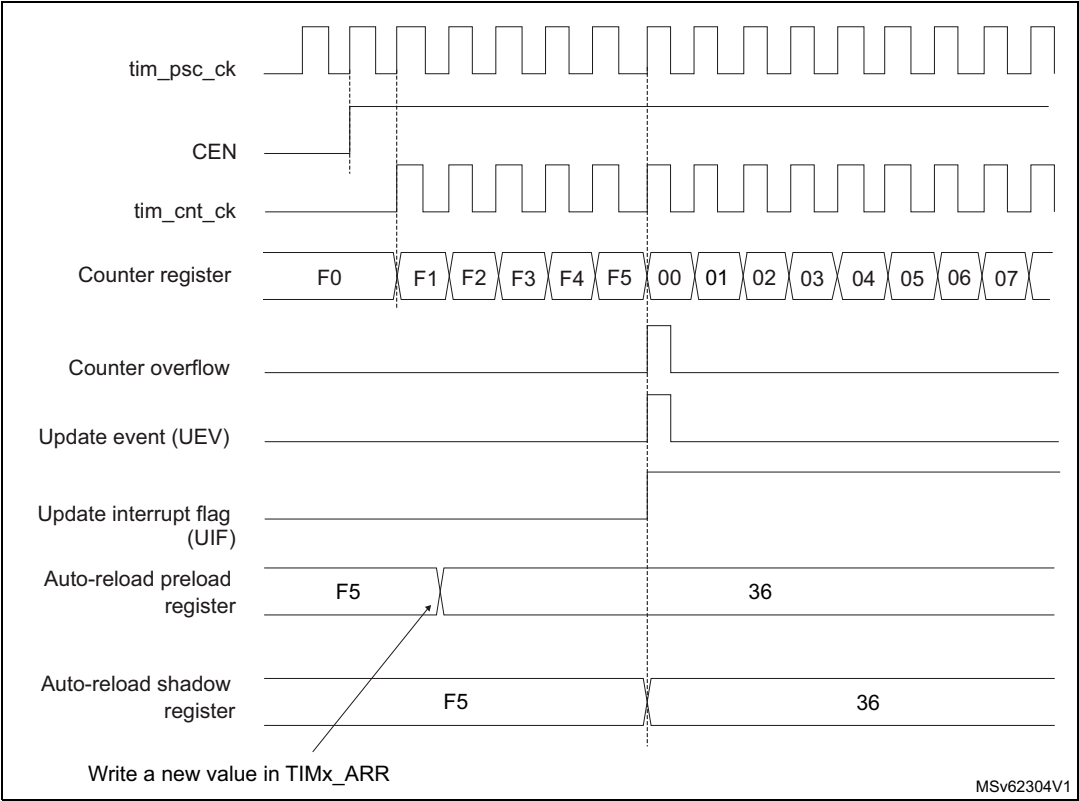 tim_psc_ck
CEN
tim_cnt_ck
Counter register F0 F1 F2 F3 F4 F5 00 01 02 03 04 05 06 07
Counter overflow
Update event (UEV)
Update interrupt flag
(UIF)
Auto-reload preload
register
F5 36
Auto-reload shadow
register
F5 36
Write a new value in TIMx_ARR
MSv62304V1